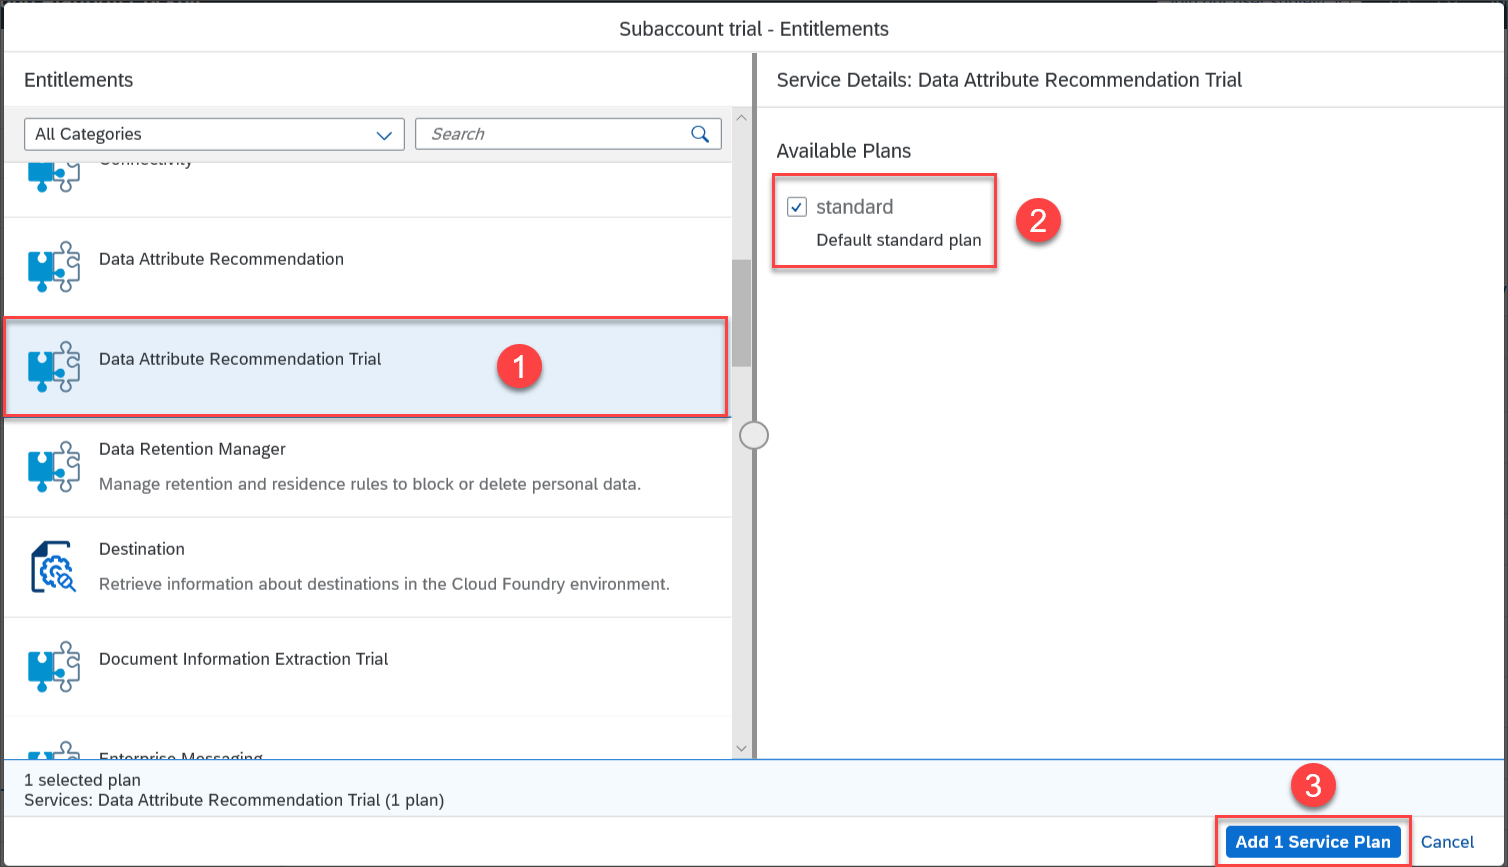 Subaccount trial - Entitlements
Entitlements
All Categories
Search
Connectivity
Data Attribute Recommendation
Data Attribute Recommendation Trial
1
Data Retention Manager
Manage retention and residence rules to block or delete personal data.
Destination
Retrieve information about destinations in the Cloud Foundry environment.
Document Information Extraction Trial
Enterprise Messaging
Service Details: Data Attribute Recommendation Trial
Available Plans
standard
Default standard plan
2
1 selected plan
Services: Data Attribute Recommendation Trial (1 plan)
3
Add 1 Service Plan
Cancel